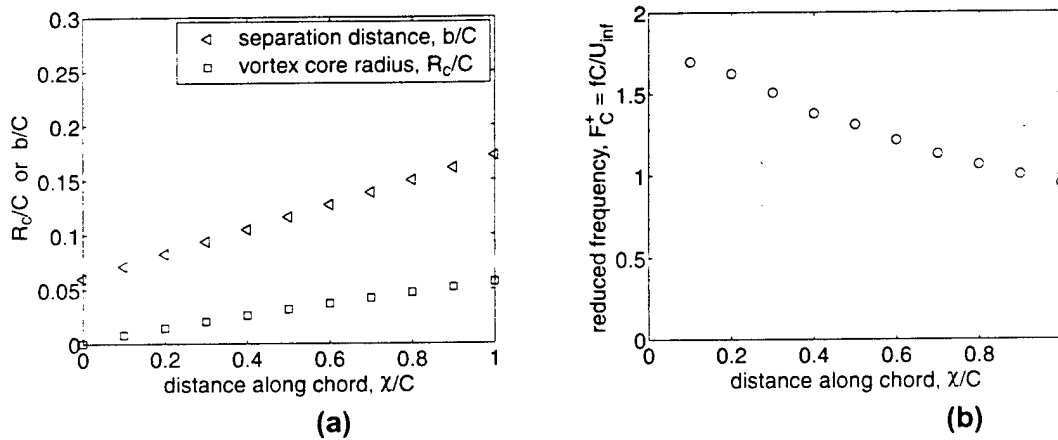 0.3
0.25
0.2
0.15
0.1
0.05
0
R_c/C or b/C
separation distance, b/C
vortex core radius, R_c/C
0 0.2 0.4 0.6 0.8 1
distance along chord, χ/C
(a)
2
1.5
1
0.5
0
reduced frequency, F_C^+ = fC/U_inf
0 0.2 0.4 0.6 0.8
distance along chord, χ/C
(b)